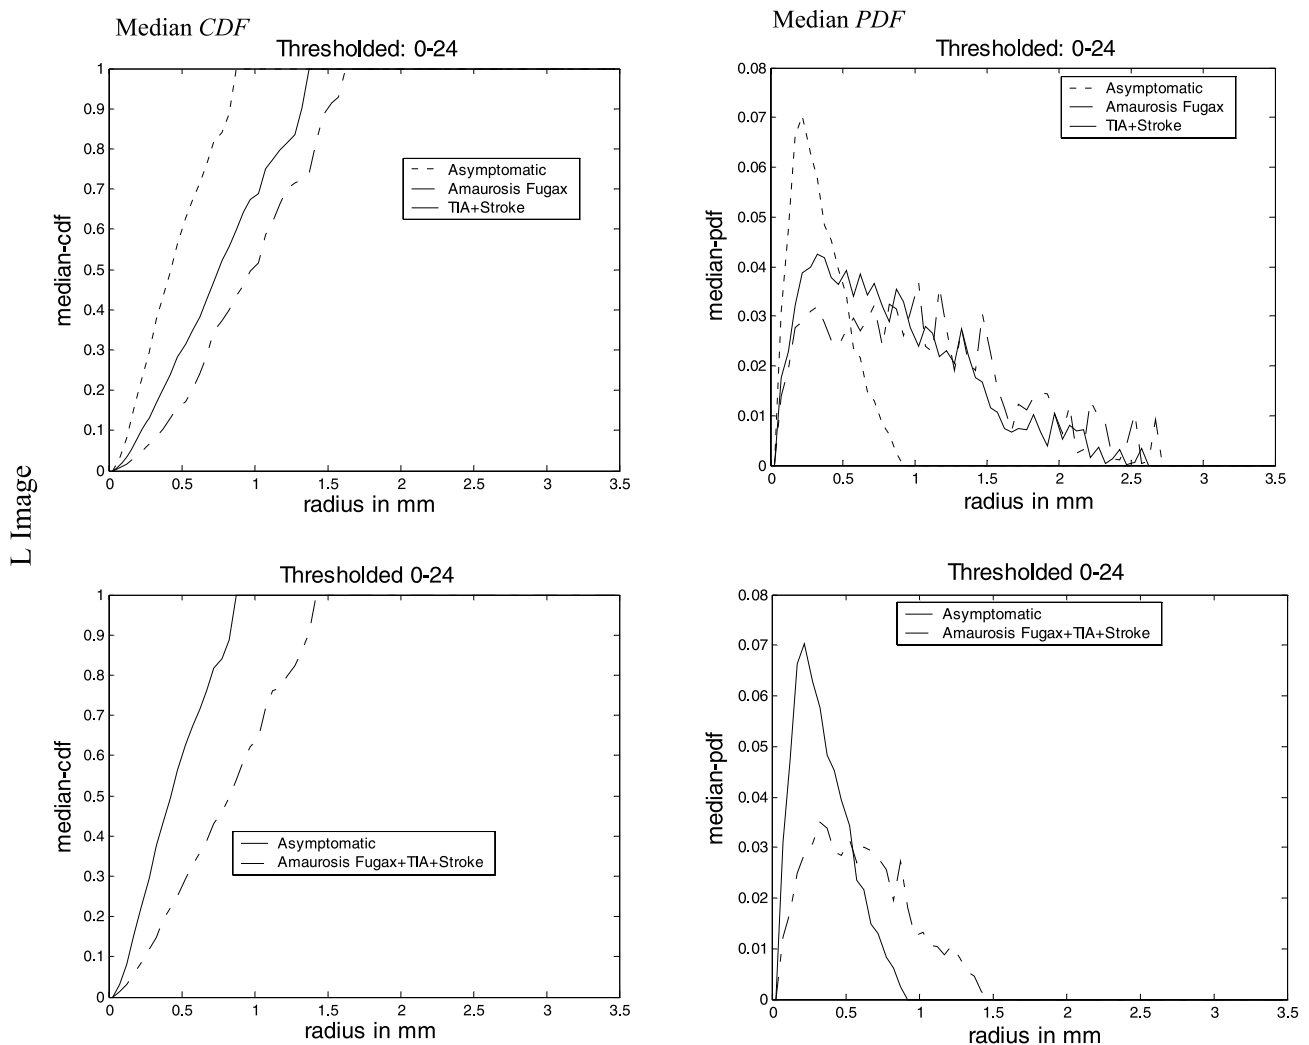 Median CDF
Thresholded: 0-24
1
0.9
0.8
0.7
0.6
0.5
0.4
0.3
0.2
0.1
0
0 0.5 1 1.5 2 2.5 3 3.5
median-cdf
radius in mm
Asymptomatic
Amaurosis Fugax
TIA+Stroke
Median PDF
Thresholded: 0-24
0.08
0.07
0.06
0.05
0.04
0.03
0.02
0.01
0
0 0.5 1 1.5 2 2.5 3 3.5
median-pdf
radius in mm
Asymptomatic
Amaurosis Fugax
TIA+Stroke
L Image
Thresholded 0-24
1
0.9
0.8
0.7
0.6
0.5
0.4
0.3
0.2
0.1
0
0 0.5 1 1.5 2 2.5 3 3.5
median-cdf
radius in mm
Asymptomatic
Amaurosis Fugax+TIA+Stroke
Thresholded 0-24
0.08
0.07
0.06
0.05
0.04
0.03
0.02
0.01
0
0 0.5 1 1.5 2 2.5 3 3.5
median-pdf
radius in mm
Asymptomatic
Amaurosis Fugax+TIA+Stroke